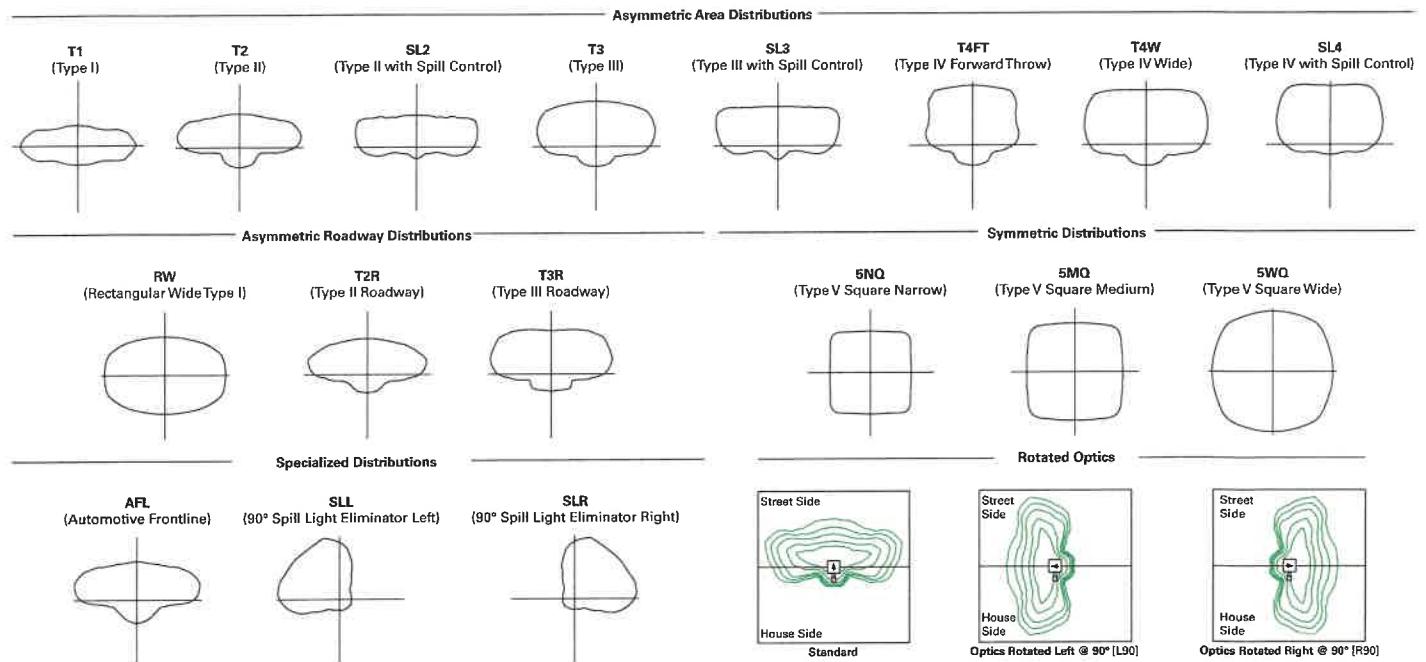 Asymmetric Area Distributions
T1
(Type I)
T2
(Type II)
SL2
(Type II with Spill Control)
T3
(Type III)
SL3
(Type III with Spill Control)
T4FT
(Type IV Forward Throw)
T4W
(Type IV Wide)
SL4
(Type IV with Spill Control)
Asymmetric Roadway Distributions
RW
(Rectangular Wide Type I)
T2R
(Type II Roadway)
T3R
(Type III Roadway)
Symmetric Distributions
5NQ
(Type V Square Narrow)
5MQ
(Type V Square Medium)
5WQ
(Type V Square Wide)
Specialized Distributions
AFL
(Automotive Frontline)
SLL
(90° Spill Light Eliminator Left)
SLR
(90° Spill Light Eliminator Right)
Rotated Optics
Street Side
House Side
Standard
Street
Side
House
Side
Optics Rotated Left @ 90° [L90]
Street
Side
House
Side
Optics Rotated Right @ 90° [R90]